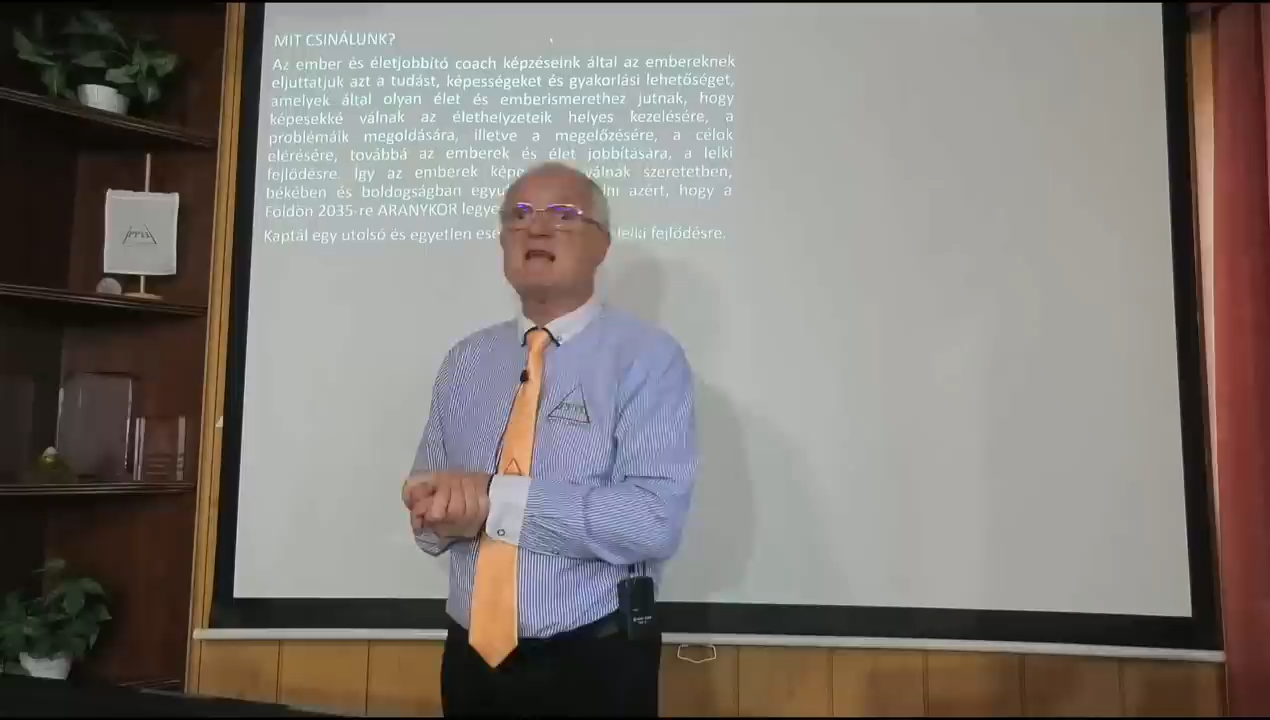 MIT CSINÁLUNK?
Az ember és életjobbító coach képzéseink által az embereknek
eljuttatjuk azt a tudást, képességeket és gyakorlási lehetőséget,
amelyek által olyan élet és emberismerethez jutnak, hogy
képesekké válnak az élethelyzeteik helyes kezelésére, a
problémáik megoldására, illetve a megelőzésére, a célok
elérésére, továbbá az emberek és élet jobbítására, a lelki
fejlődésre. Így az emberek képe válnak szeretetben,
békében és boldogságban azért, hogy a
Földön 2035-re ARANYKOR
Kaptál egy utolsó és egyetlen lelki fejlődésre.